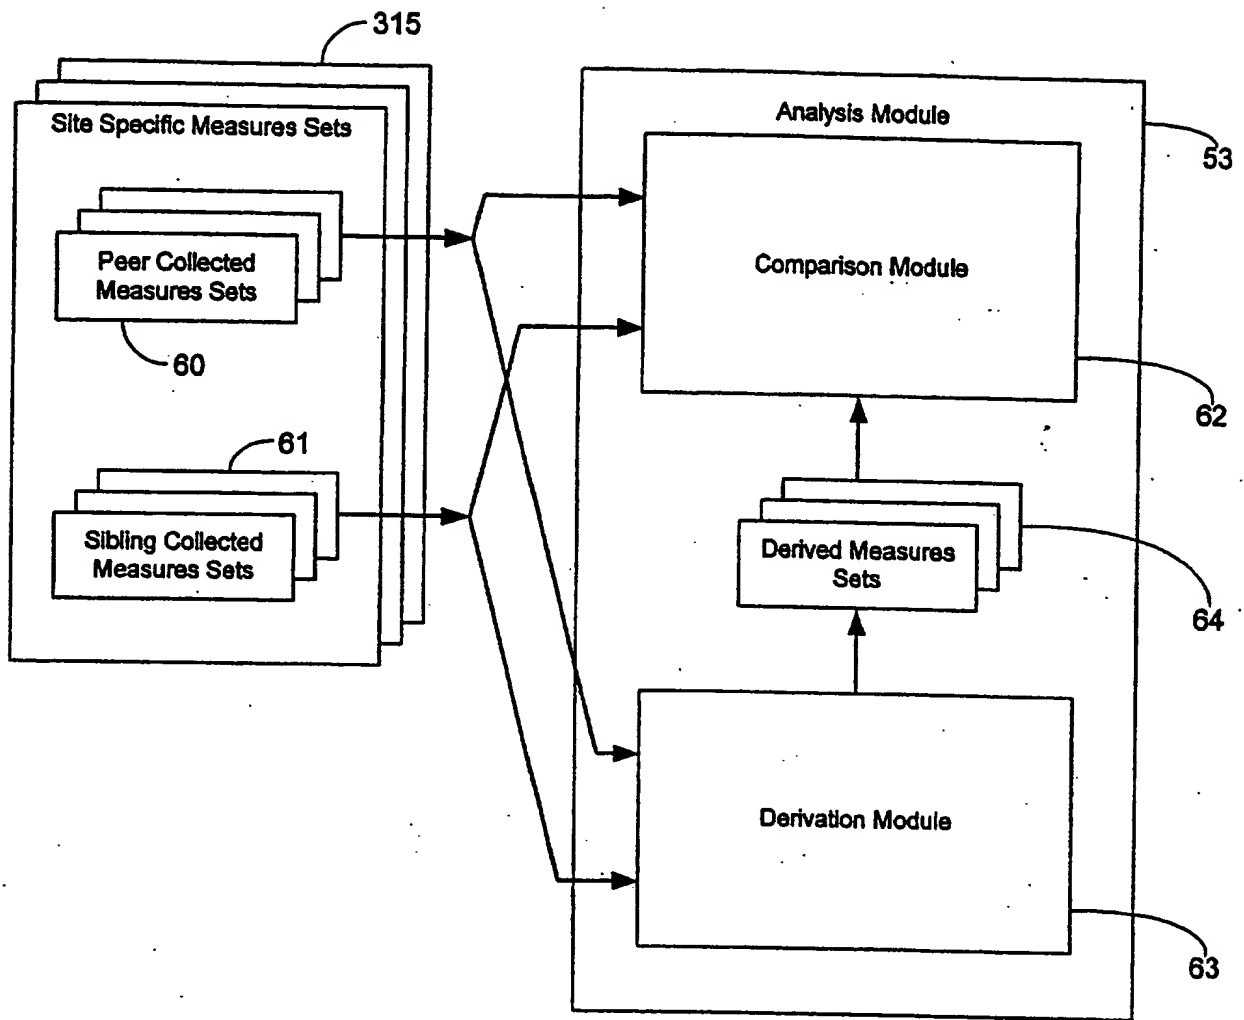 315
Site Specific Measures Sets
Peer Collected
Measures Sets
60
61
Sibling Collected
Measures Sets
Analysis Module
53
Comparison Module
62
Derived Measures
Sets
64
Derivation Module
63